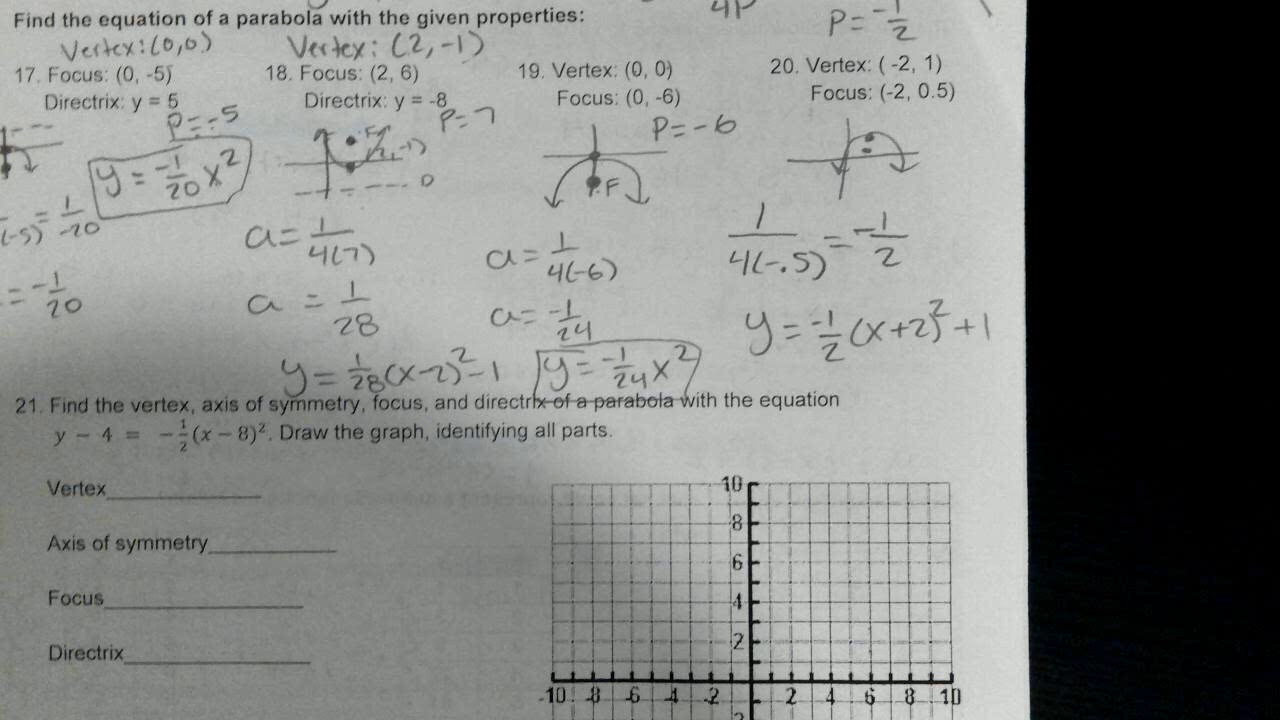 4P
P = -1/2
Find the equation of a parabola with the given properties:
Vertex: (0,0)
Vertex: (2, -1)
17. Focus: (0, -5)
Directrix: y = 5
P = -5
y = -1/20 x²
(-5) = 1/-20
= -1/20
18. Focus: (2, 6)
Directrix: y = -8
P = 7
F
D
a = 1/4(7)
a = 1/28
y = 1/28 (x-2)² - 1
19. Vertex: (0, 0)
Focus: (0, -6)
P = -6
F
a = 1/4(-6)
a = -1/24
y = -1/24 x²
20. Vertex: ( -2, 1)
Focus: (-2, 0.5)
1/4(-.5) = -1/2
y = -1/2 (x+2)² + 1
21. Find the vertex, axis of symmetry, focus, and directrix of a parabola with the equation
y − 4 = −1/2(x − 8)². Draw the graph, identifying all parts.
Vertex
Axis of symmetry
Focus
Directrix
10
8
6
4
2
-10 -8 -6 -4 -2 2 4 6 8 10